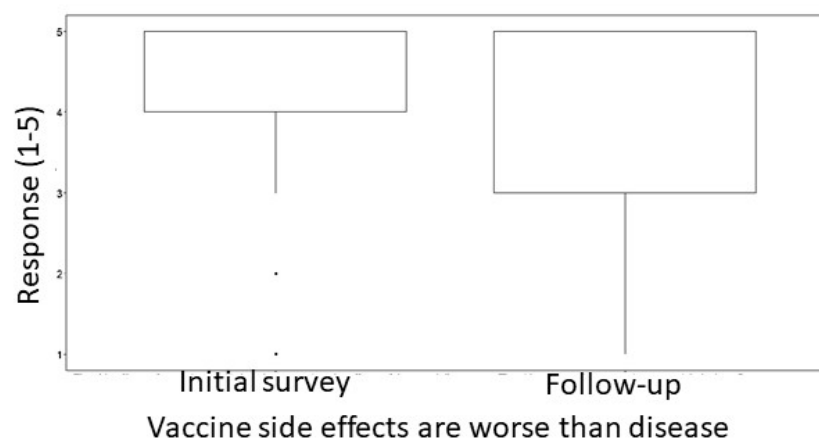 Response (1-5)
5
4
3
2
1
Initial survey
Follow-up
Vaccine side effects are worse than disease